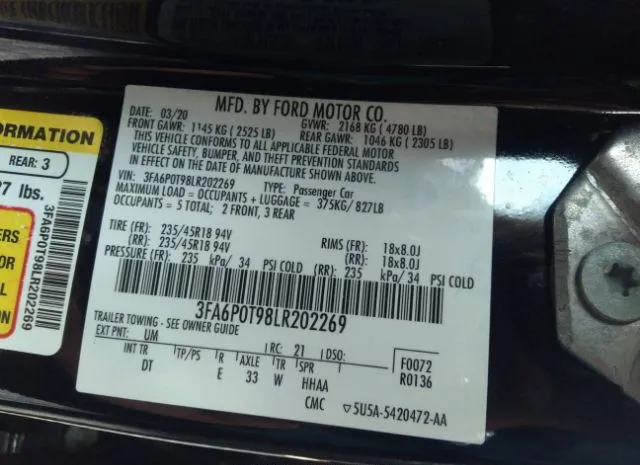 MFD. BY FORD MOTOR CO.
DATE: 03/20 GVWR: 2168 KG ( 4780 LB)
FRONT GAWR: 1145 KG ( 2525 LB) REAR GAWR: 1046 KG ( 2305 LB)
THIS VEHICLE CONFORMS TO ALL APPLICABLE FEDERAL MOTOR
VEHICLE SAFETY, BUMPER, AND THEFT PREVENTION STANDARDS
IN EFFECT ON THE DATE OF MANUFACTURE SHOWN ABOVE.
VIN: 3FA6P0T98LR202269 TYPE: Passenger Car
MAXIMUM LOAD = OCCUPANTS + LUGGAGE = 375KG/ 827LB
OCCUPANTS = 5 TOTAL; 2 FRONT, 3 REAR
TIRE (FR): 235/45R18 94V RIMS (FR): 18x8.0J
(RR): 235/45R18 94V (RR): 18x8.0J
PRESSURE (FR): 235 kPa/ 34 PSI COLD (RR): 235 kPa/ 34 PSI COLD
3FA6P0T98LR202269
TRAILER TOWING - SEE OWNER GUIDE
EXT PNT: UM RC: 21 DSO: F0072
INT TR TP/PS R AXLE TR SPR R0136
DT E 33 W HHAA
CMC ▽5U5A-5420472-AA
ORMATION
REAR: 3
27 lbs.
ERS
OR
ON
3FA6P0T98LR202269